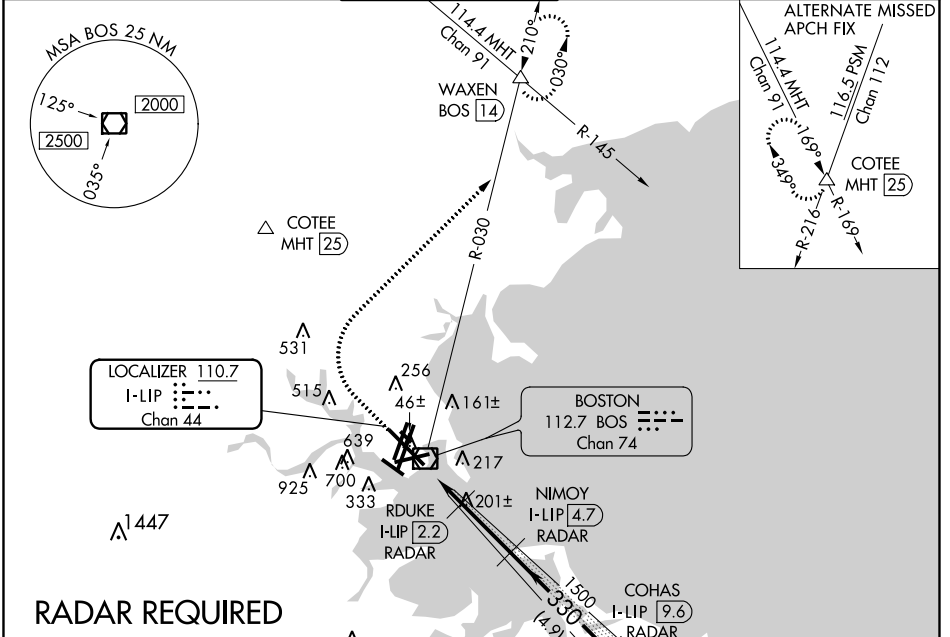 MSA BOS 25 NM
125°
2000
2500
035°
114.4 MHT
Chan 91
210°
030°
WAXEN
BOS 14
R-145
R-030
ALTERNATE MISSED
APCH FIX
114.4 MHT
Chan 91
116.5 PSM
Chan 112
169°
349°
COTEE
MHT 25
R-216
R-169
COTEE
MHT 25
531
LOCALIZER 110.7
I-LIP
Chan 44
515
256
46±
161±
BOSTON
112.7 BOS
Chan 74
639
700
925
333
217
201±
1447
RDUKE
I-LIP 2.2
RADAR
NIMOY
I-LIP 4.7
RADAR
1500
330
(4.9)
COHAS
I-LIP 9.6
RADAR
RADAR REQUIRED